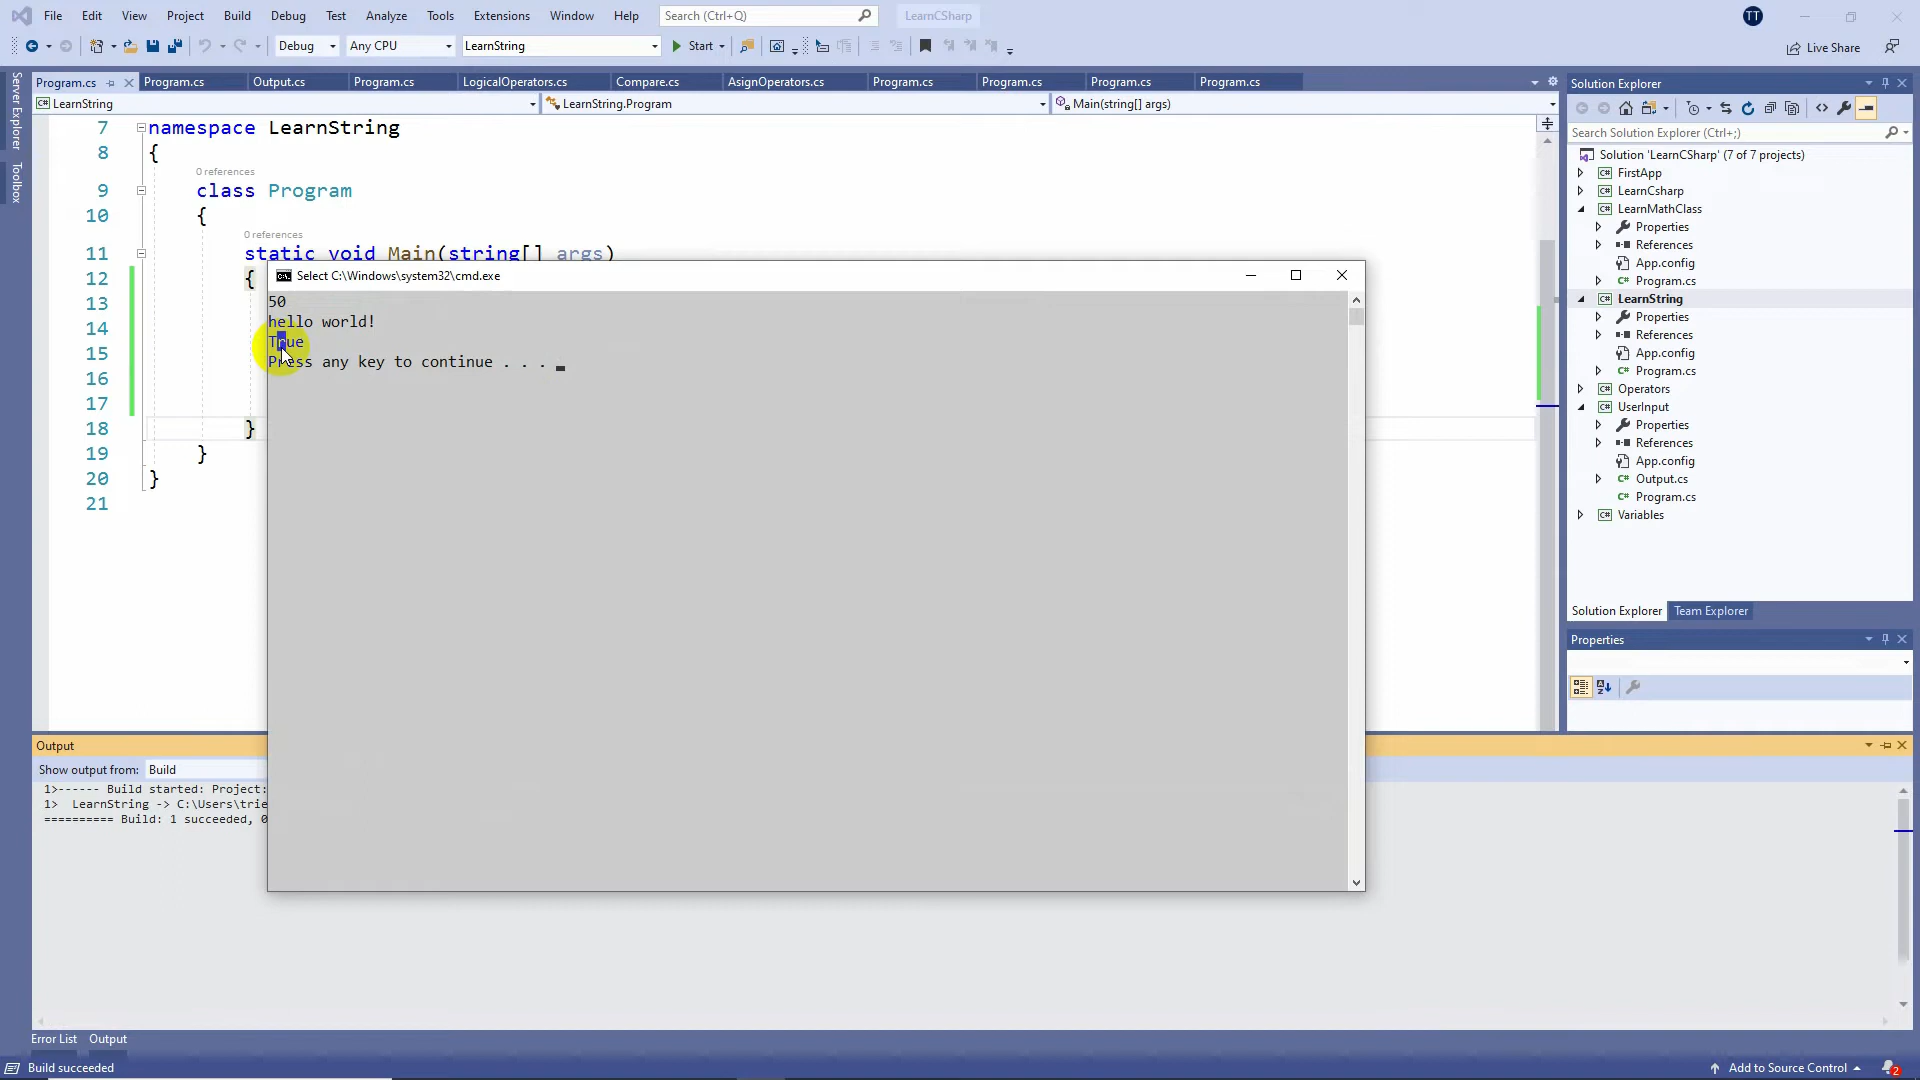 File Edit View Project Build Debug Test Analyze Tools Extensions Window Help Search (Ctrl+Q) LearnCSharp TT
Debug Any CPU LearnString Start Live Share
Program.cs Program.cs Output.cs Program.cs LogicalOperators.cs Compare.cs AsignOperators.cs Program.cs Program.cs Program.cs Program.cs
LearnString LearnString.Program Main(string[] args)
Server Explorer
Toolbox
7 namespace LearnString
8 {
0 references
9 class Program
10 {
0 references
11 static void Main(string[] args)
12 {
13
14
15
16
17
18 }
19 }
20 }
21
Select C:\Windows\system32\cmd.exe
50
hello world!
True
Press any key to continue . . .
Solution Explorer
Search Solution Explorer (Ctrl+;)
Solution 'LearnCSharp' (7 of 7 projects)
FirstApp
LearnCsharp
LearnMathClass
Properties
References
App.config
Program.cs
LearnString
Properties
References
App.config
Program.cs
Operators
UserInput
Properties
References
App.config
Output.cs
Program.cs
Variables
Solution Explorer Team Explorer
Properties
Output
Show output from: Build
1>------ Build started: Project:
1> LearnString -> C:\Users\trie
========== Build: 1 succeeded, 0
Error List Output
Build succeeded Add to Source Control 2